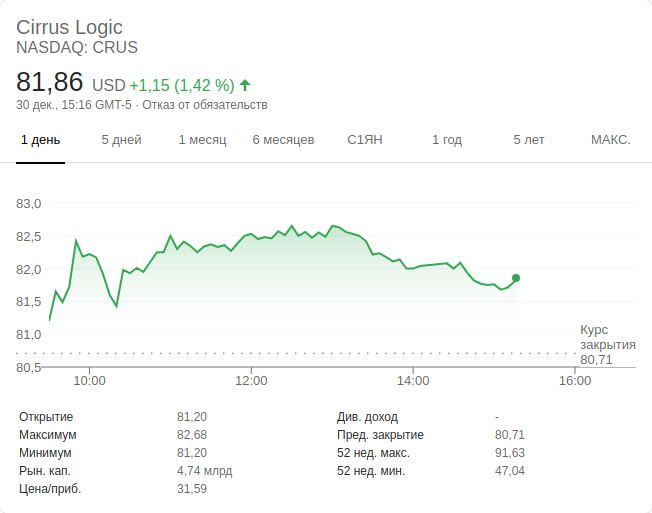 Cirrus Logic
NASDAQ: CRUS
81,86 USD +1,15 (1,42 %)
30 дек., 15:16 GMT-5 · Отказ от обязательств
1 день 5 дней 1 месяц 6 месяцев С1ЯН 1 год 5 лет МАКС.
83,0
82,5
82,0
81,5
81,0
80,5
Курс
закрытия
80,71
10:00 12:00 14:00 16:00
Открытие 81,20 Див. доход -
Максимум 82,68 Пред. закрытие 80,71
Минимум 81,20 52 нед. макс. 91,63
Рын. кап. 4,74 млрд 52 нед. мин. 47,04
Цена/приб. 31,59